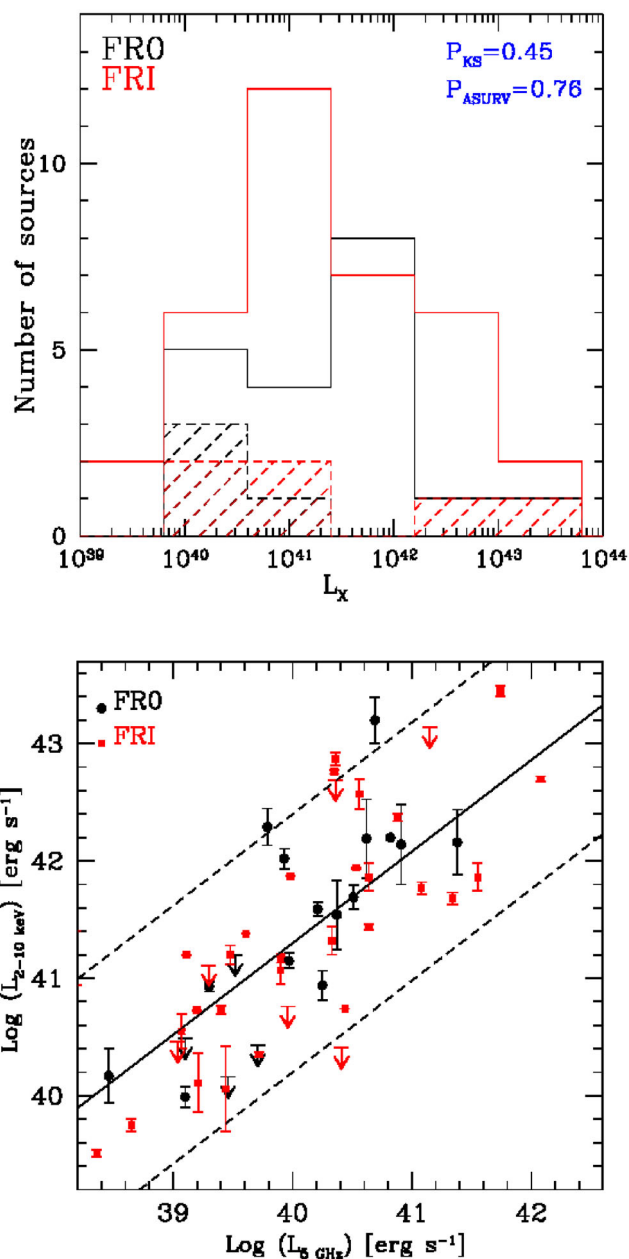 FR0
FRI
P_KS=0.45
P_ASURV=0.76
10
5
0
Number of sources
10^39 10^40 10^41 10^42 10^43 10^44
L_X
FR0
FRI
43
42
41
40
Log (L_2-10 keV) [erg s^-1]
39 40 41 42
Log (L_5 GHz) [erg s^-1]